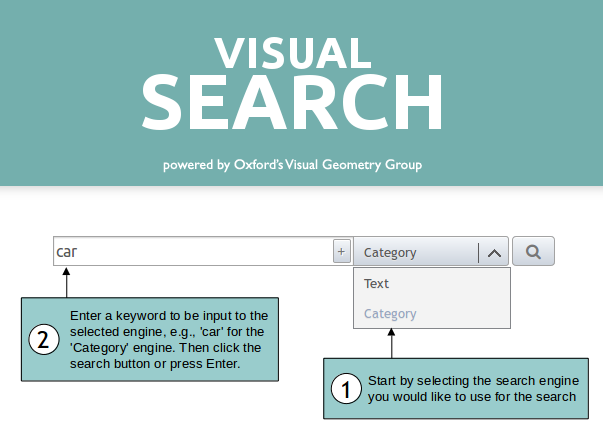 VISUAL
SEARCH
powered by Oxford's Visual Geometry Group
car + Category
Text
Category
2
Enter a keyword to be input to the
selected engine, e.g., 'car' for the
'Category' engine. Then click the
search button or press Enter.
1
Start by selecting the search engine
you would like to use for the search